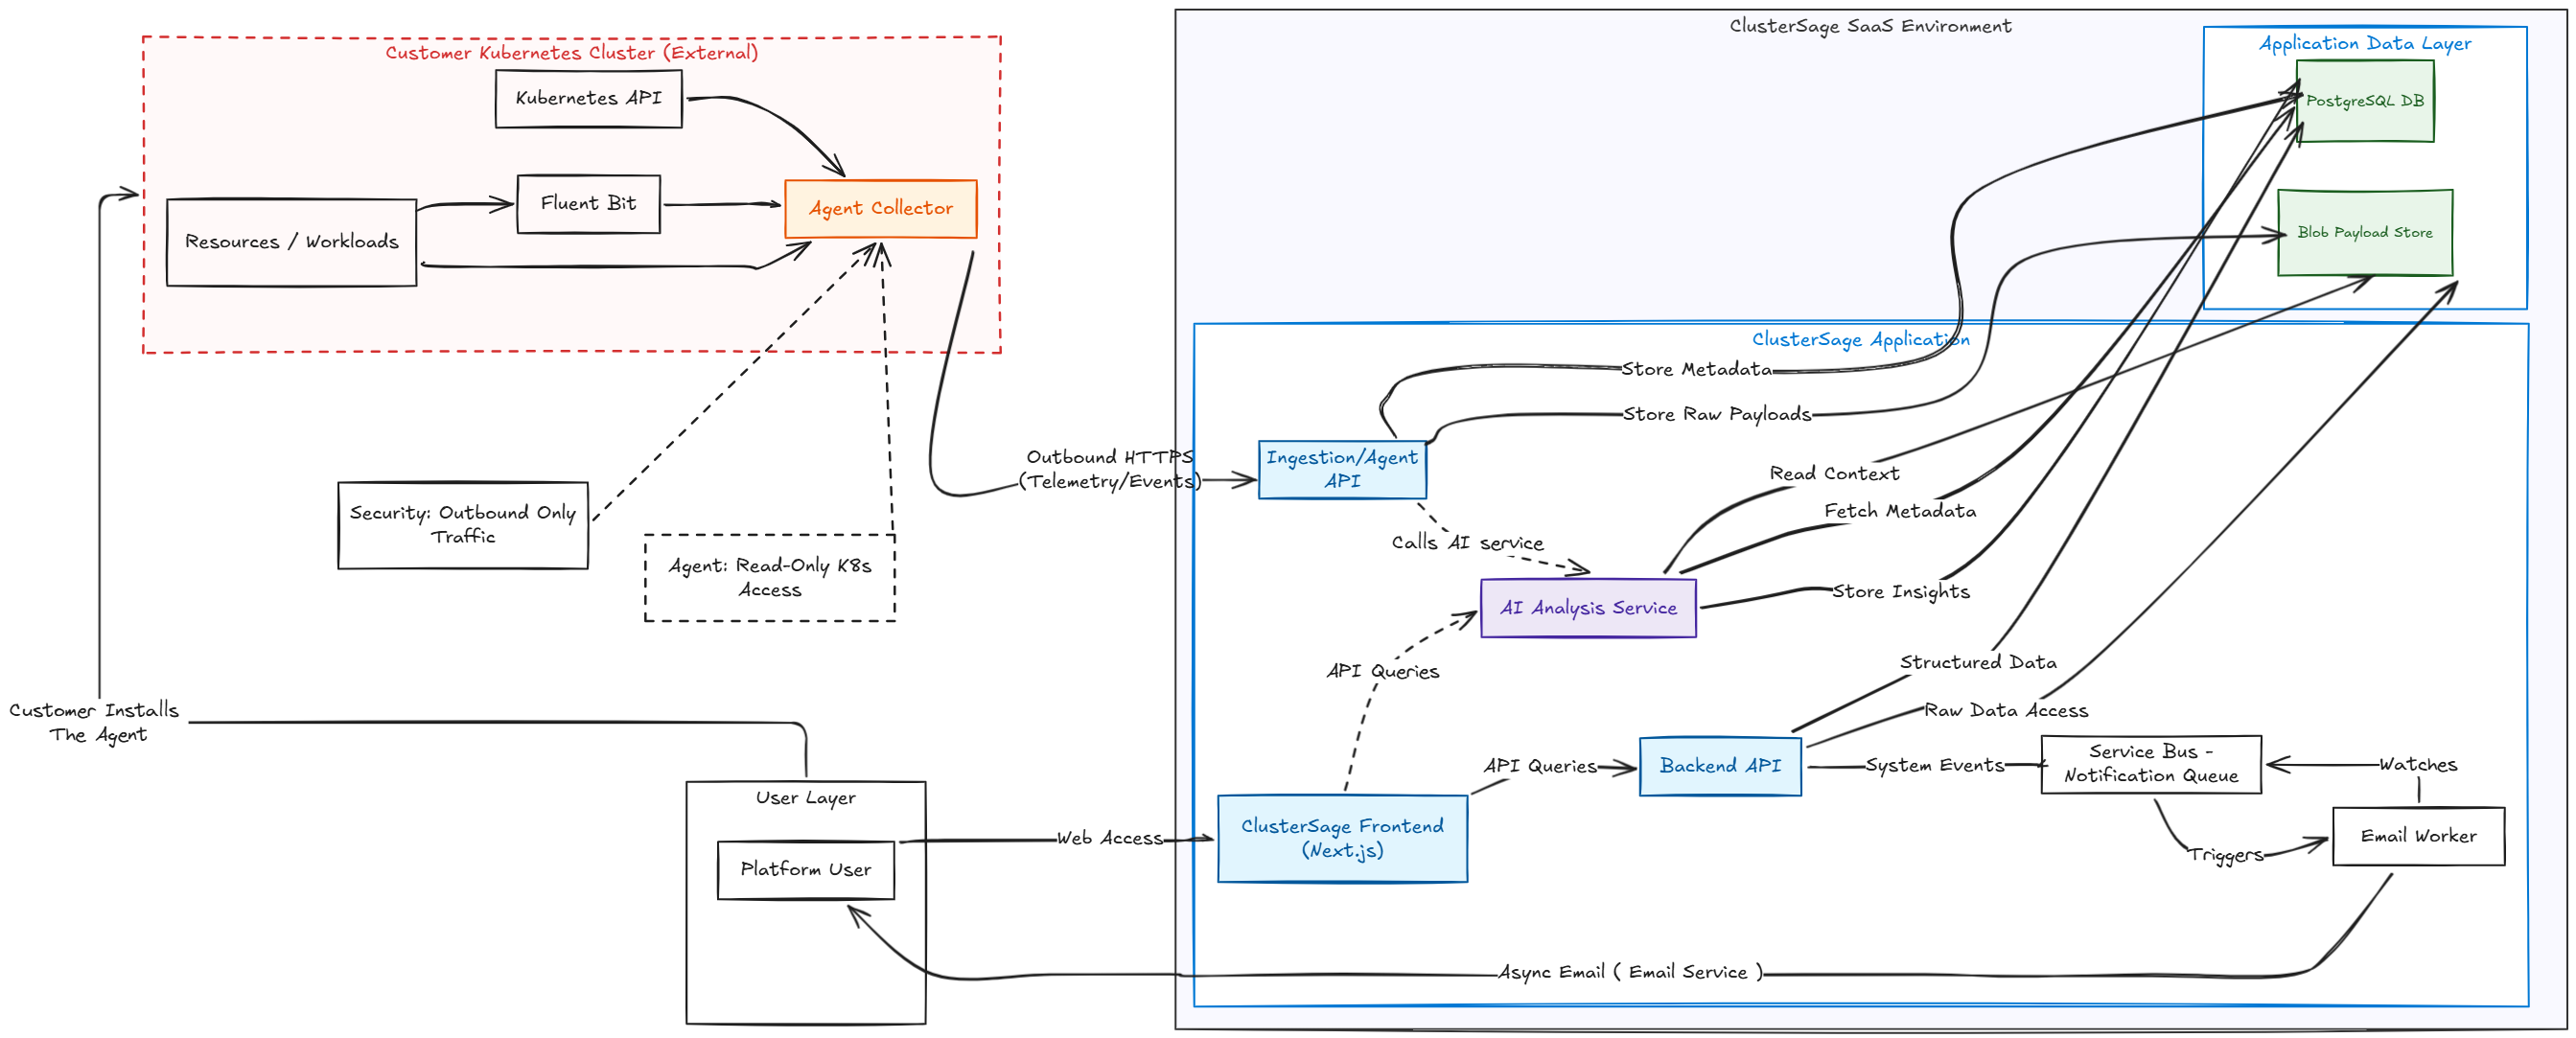 ClusterSage SaaS Environment
Application Data Layer
PostgreSQL DB
Blob Payload Store
Customer Kubernetes Cluster (External)
Kubernetes API
Fluent Bit
Agent Collector
Resources / Workloads
ClusterSage Application
Store Metadata
Store Raw Payloads
Outbound HTTPS
(Telemetry/Events)
Ingestion/Agent
API
Read Context
Fetch Metadata
Security: Outbound Only
Traffic
Agent: Read-Only K8s
Access
Calls AI service
AI Analysis Service
Store Insights
API Queries
Structured Data
Raw Data Access
Customer Installs
The Agent
API Queries
Backend API
System Events
Service Bus -
Notification Queue
Watches
User Layer
Platform User
Web Access
ClusterSage Frontend
(Next.js)
Triggers
Email Worker
Async Email ( Email Service )